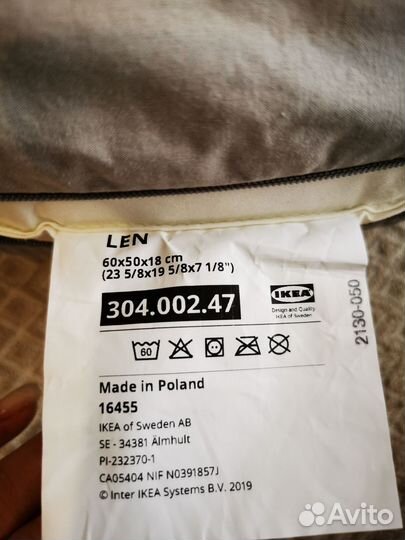 LEN
60x50x18 cm
(23 5/8x19 5/8x7 1/8")
304.002.47
IKEA
Design and Quality
IKEA of Sweden
2130-050
60
Made in Poland
16455
IKEA of Sweden AB
SE - 34381 Älmhult
PI-232370-1
CA05404 NIF N0391857J
© Inter IKEA Systems B.V. 2019
Avito